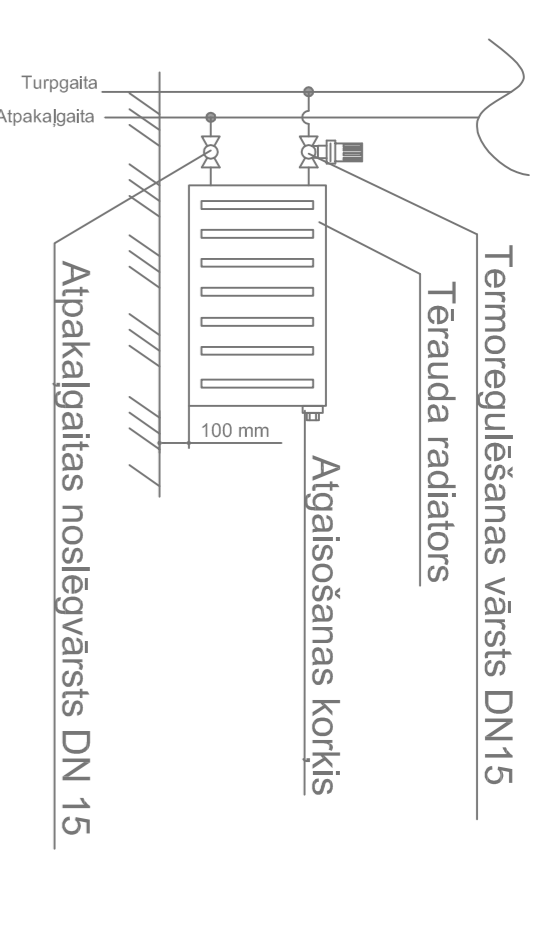 Turpgaita
Atpakaļgaita
Termoregulēšanas vārsts DN15
Tērauda radiators
100 mm
Atgaisošanas korķis
Atpakaļgaitas noslēgvārsts DN 15